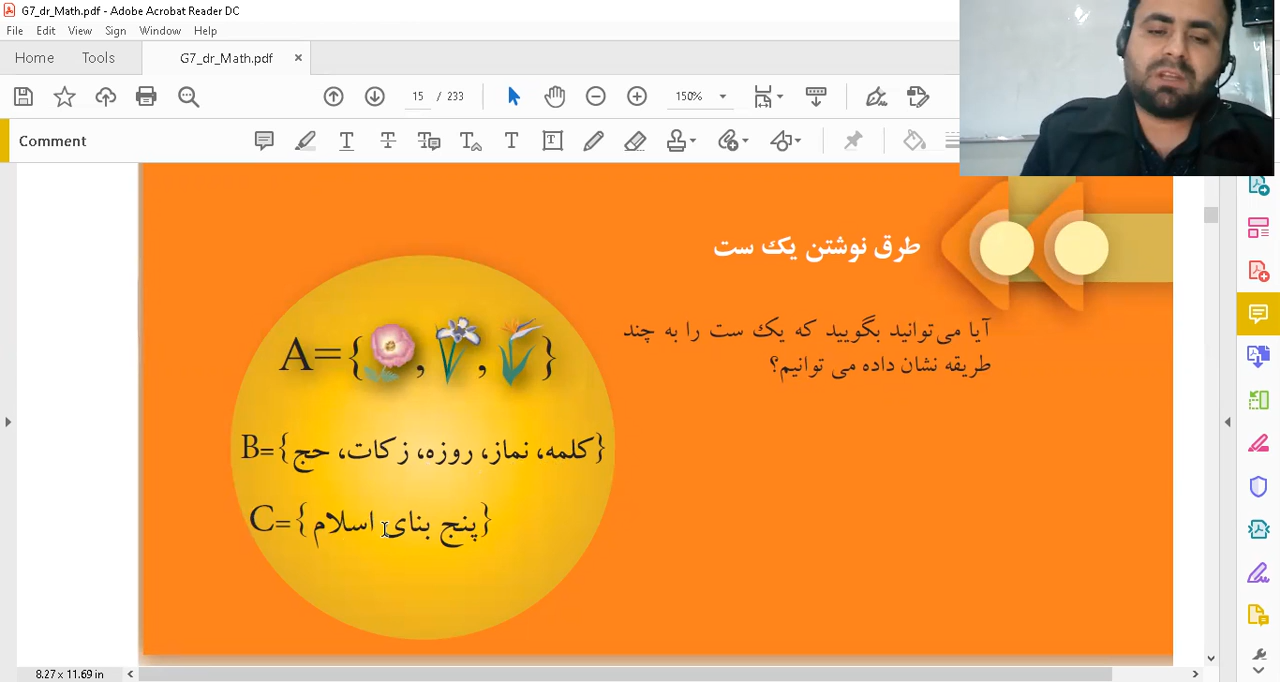 G7_dr_Math.pdf - Adobe Acrobat Reader DC
File Edit View Sign Window Help
Home Tools G7_dr_Math.pdf ×
15 / 233 150%
Comment
طرق نوشتن یک ست
آیا می‌توانید بگویید که یک ست را به چند
طریقه نشان داده می توانیم؟
A={ , , }
B={کلمه، نماز، روزه، زکات، حج}
C={پنج بنای اسلام}
8.27 x 11.69 in